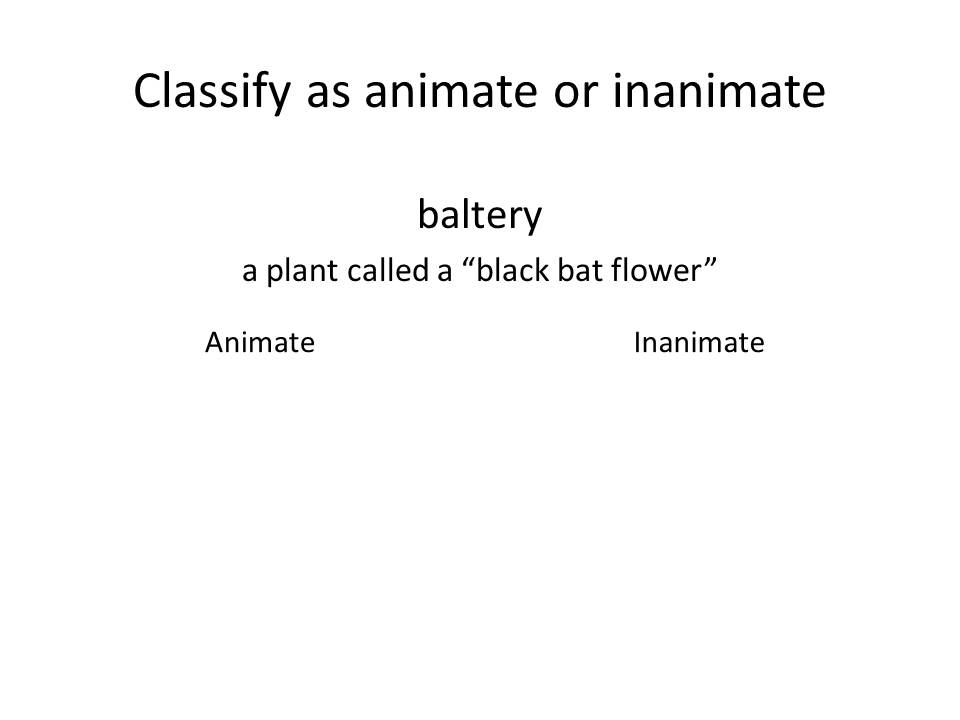 Classify as animate or inanimate
baltery
a plant called a “black bat flower”
Animate Inanimate